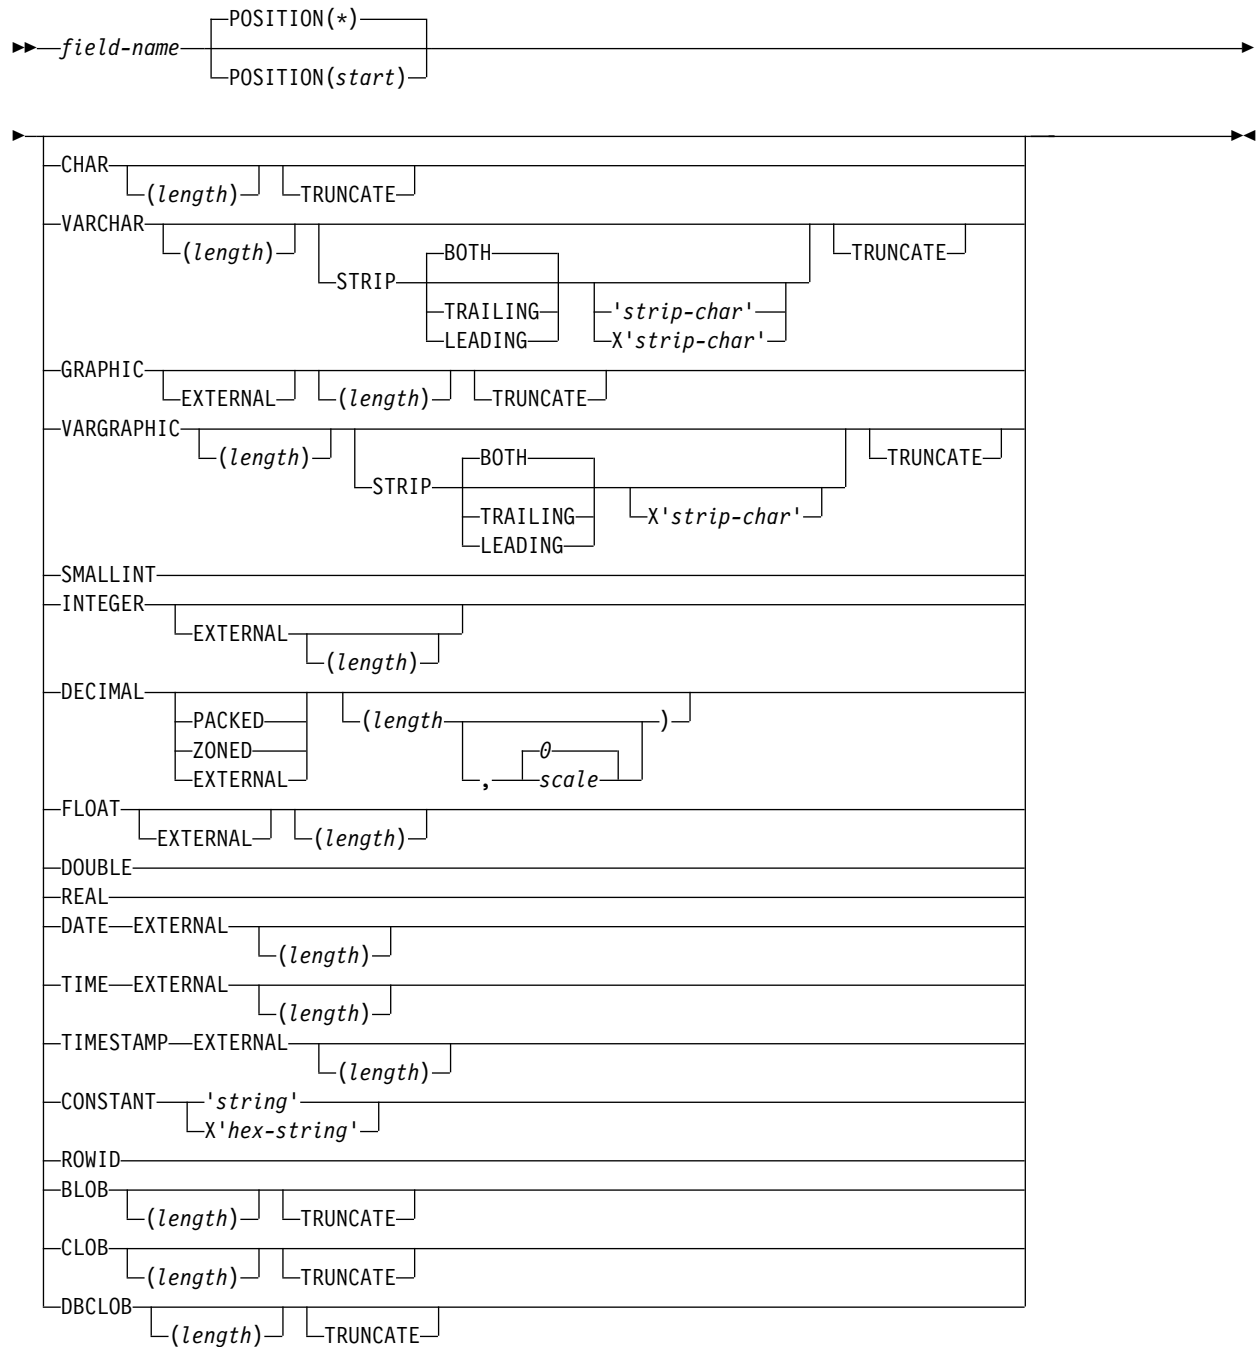 POSITION(*)
field-name
POSITION(start)
CHAR
(length) TRUNCATE
VARCHAR
(length) BOTH TRUNCATE
STRIP
TRAILING 'strip-char'
LEADING X'strip-char'
GRAPHIC
EXTERNAL (length) TRUNCATE
VARGRAPHIC
(length) BOTH TRUNCATE
STRIP
TRAILING X'strip-char'
LEADING
SMALLINT
INTEGER
EXTERNAL
(length)
DECIMAL
PACKED (length )
ZONED 0
EXTERNAL , scale
FLOAT
EXTERNAL (length)
DOUBLE
REAL
DATE EXTERNAL
(length)
TIME EXTERNAL
(length)
TIMESTAMP EXTERNAL
(length)
CONSTANT 'string'
X'hex-string'
ROWID
BLOB
(length) TRUNCATE
CLOB
(length) TRUNCATE
DBCLOB
(length) TRUNCATE